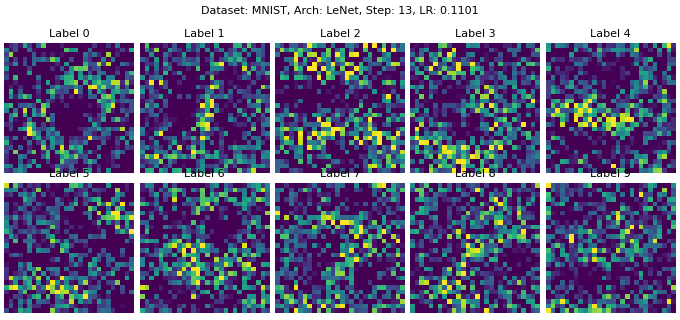 Dataset: MNIST, Arch: LeNet, Step: 13, LR: 0.1101
Label 0 Label 1 Label 2 Label 3 Label 4
Label 5 Label 6 Label 7 Label 8 Label 9